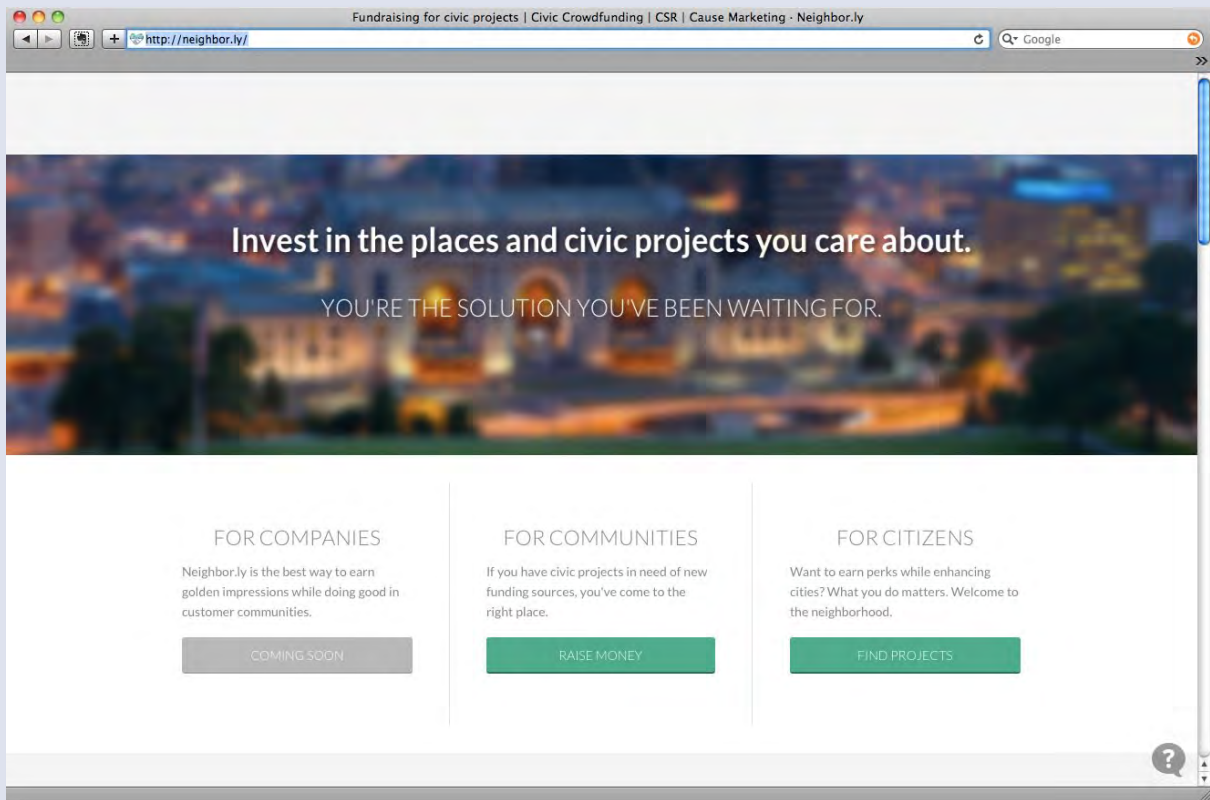 Fundraising for civic projects | Civic Crowdfunding | CSR | Cause Marketing · Neighbor.ly
http://neighbor.ly/
Google
Invest in the places and civic projects you care about.
YOU'RE THE SOLUTION YOU'VE BEEN WAITING FOR.
FOR COMPANIES
Neighbor.ly is the best way to earn
golden impressions while doing good in
customer communities.
COMING SOON
FOR COMMUNITIES
If you have civic projects in need of new
funding sources, you've come to the
right place.
RAISE MONEY
FOR CITIZENS
Want to earn perks while enhancing
cities? What you do matters. Welcome to
the neighborhood.
FIND PROJECTS
?